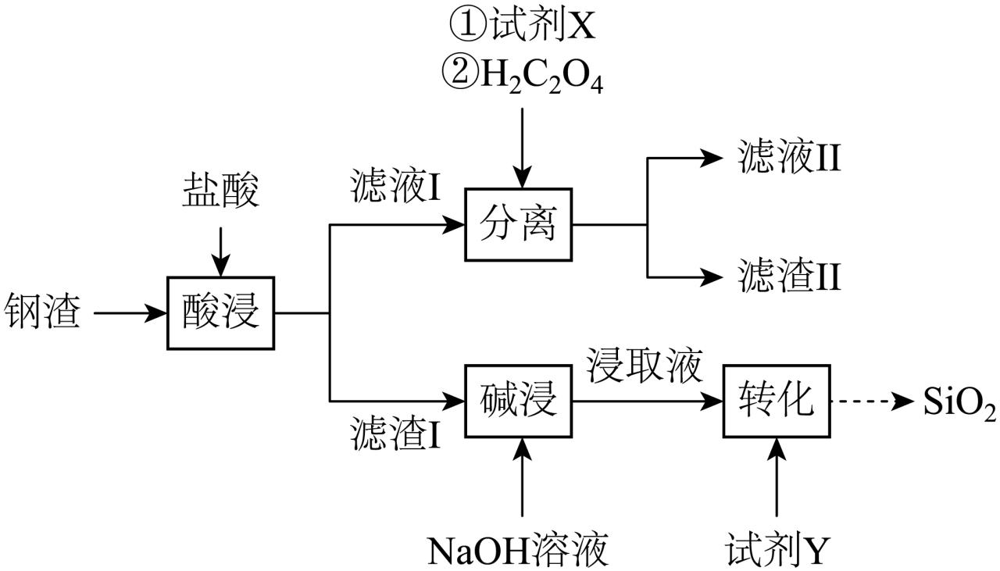 ①试剂X
②H₂C₂O₄
滤液II
滤液I
盐酸
分离
滤渣II
钢渣
酸浸
浸取液
碱浸
转化
SiO₂
滤渣I
NaOH溶液
试剂Y